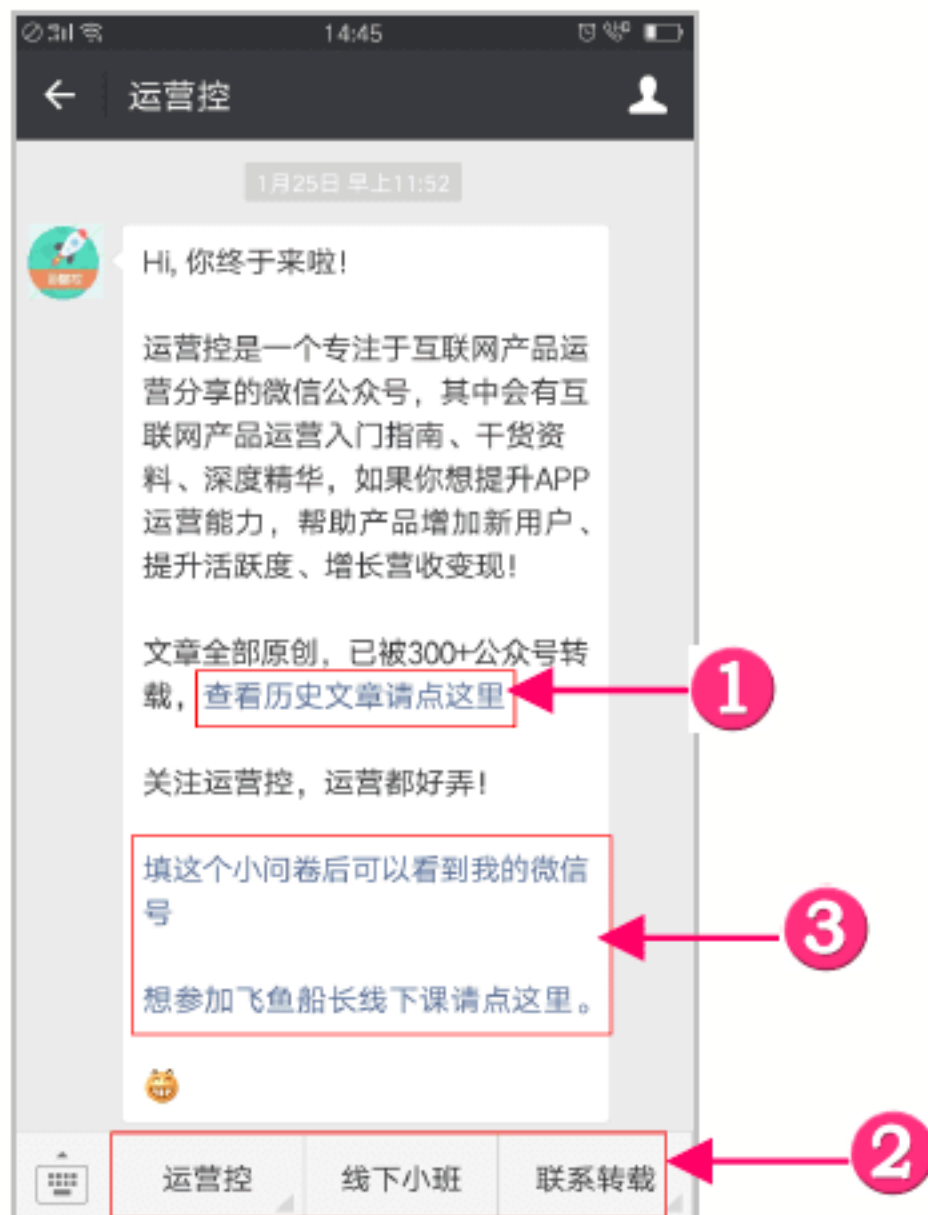 14:45
运营控
1月25日 早上11:52
Hi, 你终于来啦!
运营控是一个专注于互联网产品运
营分享的微信公众号，其中会有互
联网产品运营入门指南、干货资
料、深度精华，如果你想提升APP
运营能力，帮助产品增加新用户、
提升活跃度、增长营收变现!
文章全部原创，已被300+公众号转
载，查看历史文章请点这里
1
关注运营控，运营都好弄!
填这个小问卷后可以看到我的微信
号
3
想参加飞鱼船长线下课请点这里。
运营控 线下小班 联系转载
2